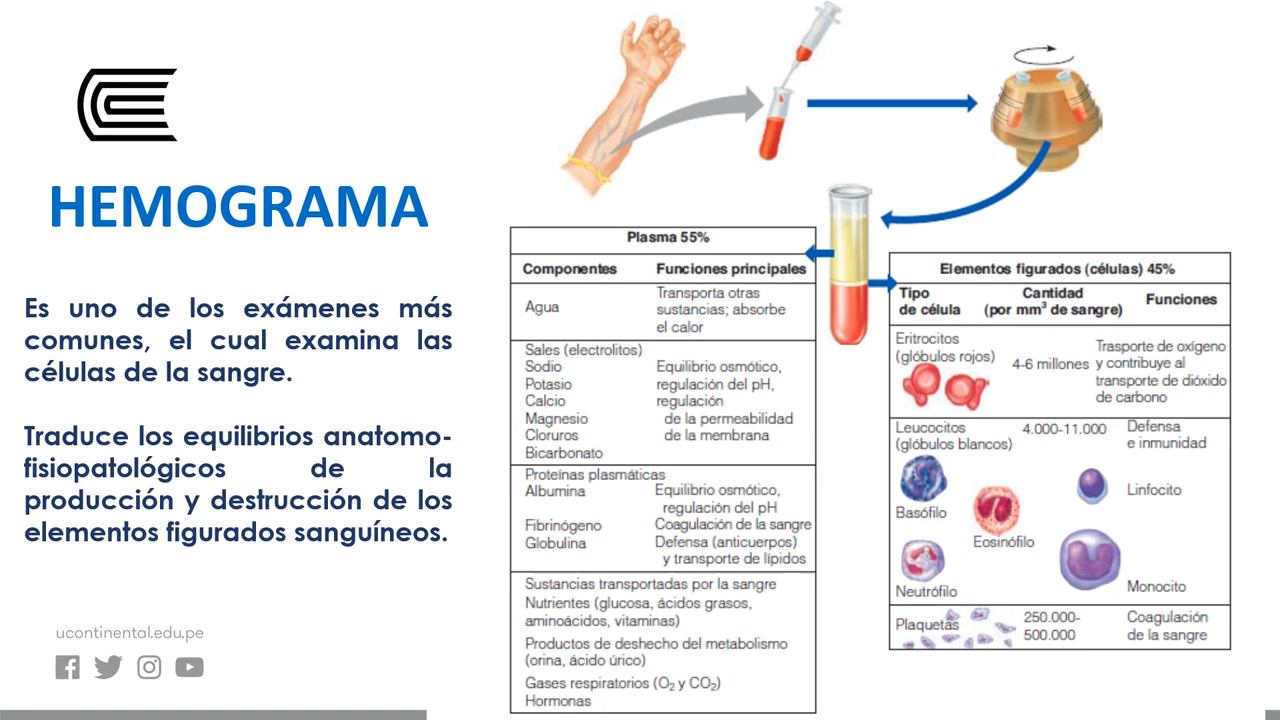 HEMOGRAMA
Es uno de los exámenes más
comunes, el cual examina las
células de la sangre.
Traduce los equilibrios anatomo-
fisiopatológicos de la
producción y destrucción de los
elementos figurados sanguíneos.
ucontinental.edu.pe
Plasma 55%
Componentes Funciones principales
Agua
Transporta otras
sustancias; absorbe
el calor
Sales (electrolitos)
Sodio Equilibrio osmótico,
Potasio regulación del pH,
Calcio regulación
Magnesio de la permeabilidad
Cloruros de la membrana
Bicarbonato
Proteínas plasmáticas
Albumina Equilibrio osmótico,
regulación del pH
Fibrinógeno Coagulación de la sangre
Globulina Defensa (anticuerpos)
y transporte de lípidos
Sustancias transportadas por la sangre
Nutrientes (glucosa, ácidos grasos,
aminoácidos, vitaminas)
Productos de deshecho del metabolismo
(orina, ácido úrico)
Gases respiratorios (O₂ y CO₂)
Hormonas
Elementos figurados (células) 45%
Tipo
de célula
Cantidad
(por mm³ de sangre)
Funciones
Eritrocitos
(glóbulos rojos)
4-6 millones
Trasporte de oxígeno
y contribuye al
transporte de dióxido
de carbono
Leucocitos
(glóbulos blancos)
4.000-11.000
Defensa
e inmunidad
Basófilo
Eosinófilo
Linfocito
Neutrófilo
Monocito
Plaquetas
250.000-
500.000
Coagulación
de la sangre